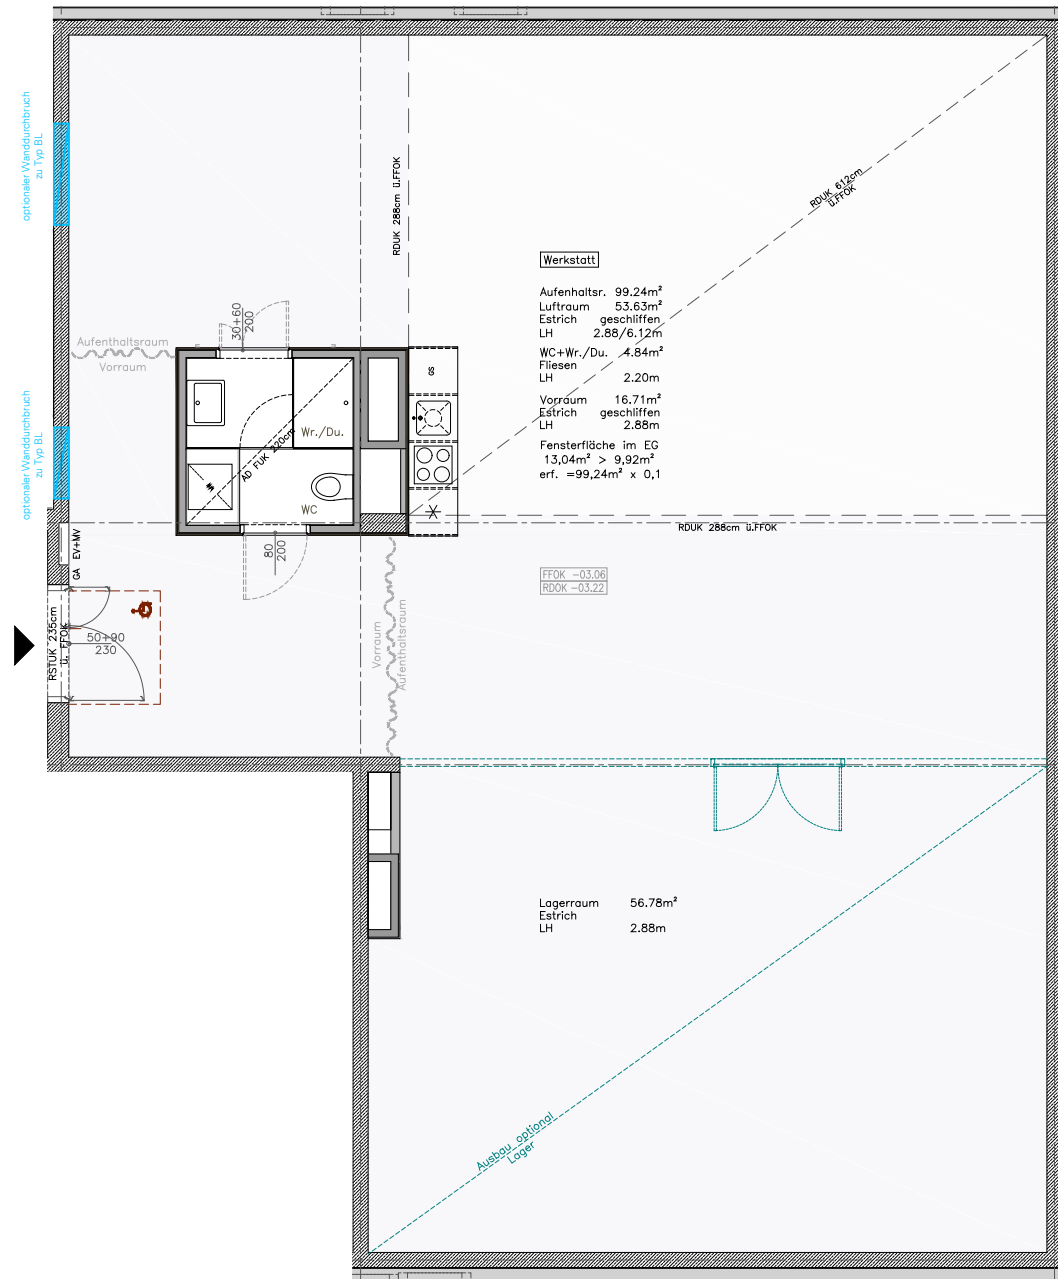 optionaler Wanddurchbruch
zu Typ BL
RDUK 288cm ü.FFOK
RDUK 612cm
ü.FFOK
Werkstatt
Aufenthaltsr. 99.24m²
Luftraum 53.63m²
Estrich geschliffen
LH 2.88/6.12m
WC+Wr./Du. 4.84m²
Fliesen
LH 2.20m
Vorraum 16.71m²
Estrich geschliffen
LH 2.88m
Fensterfläche im EG
13,04m² > 9,92m²
erf. =99,24m² x 0,1
30+60
200
Aufenthaltsraum
Vorraum
GS
Wr./Du.
AD FUK 220cm
WC
optionaler Wanddurchbruch
zu Typ BL
RDUK 288cm ü.FFOK
GA EV+MV
80
200
FFOK -03.06
RDOK -03.22
RSTUK 235cm
ü. FFOK
50+90
230
Vorraum
Aufenthaltsraum
Lagerraum 56.78m²
Estrich
LH 2.88m
Ausbau optional
Lager